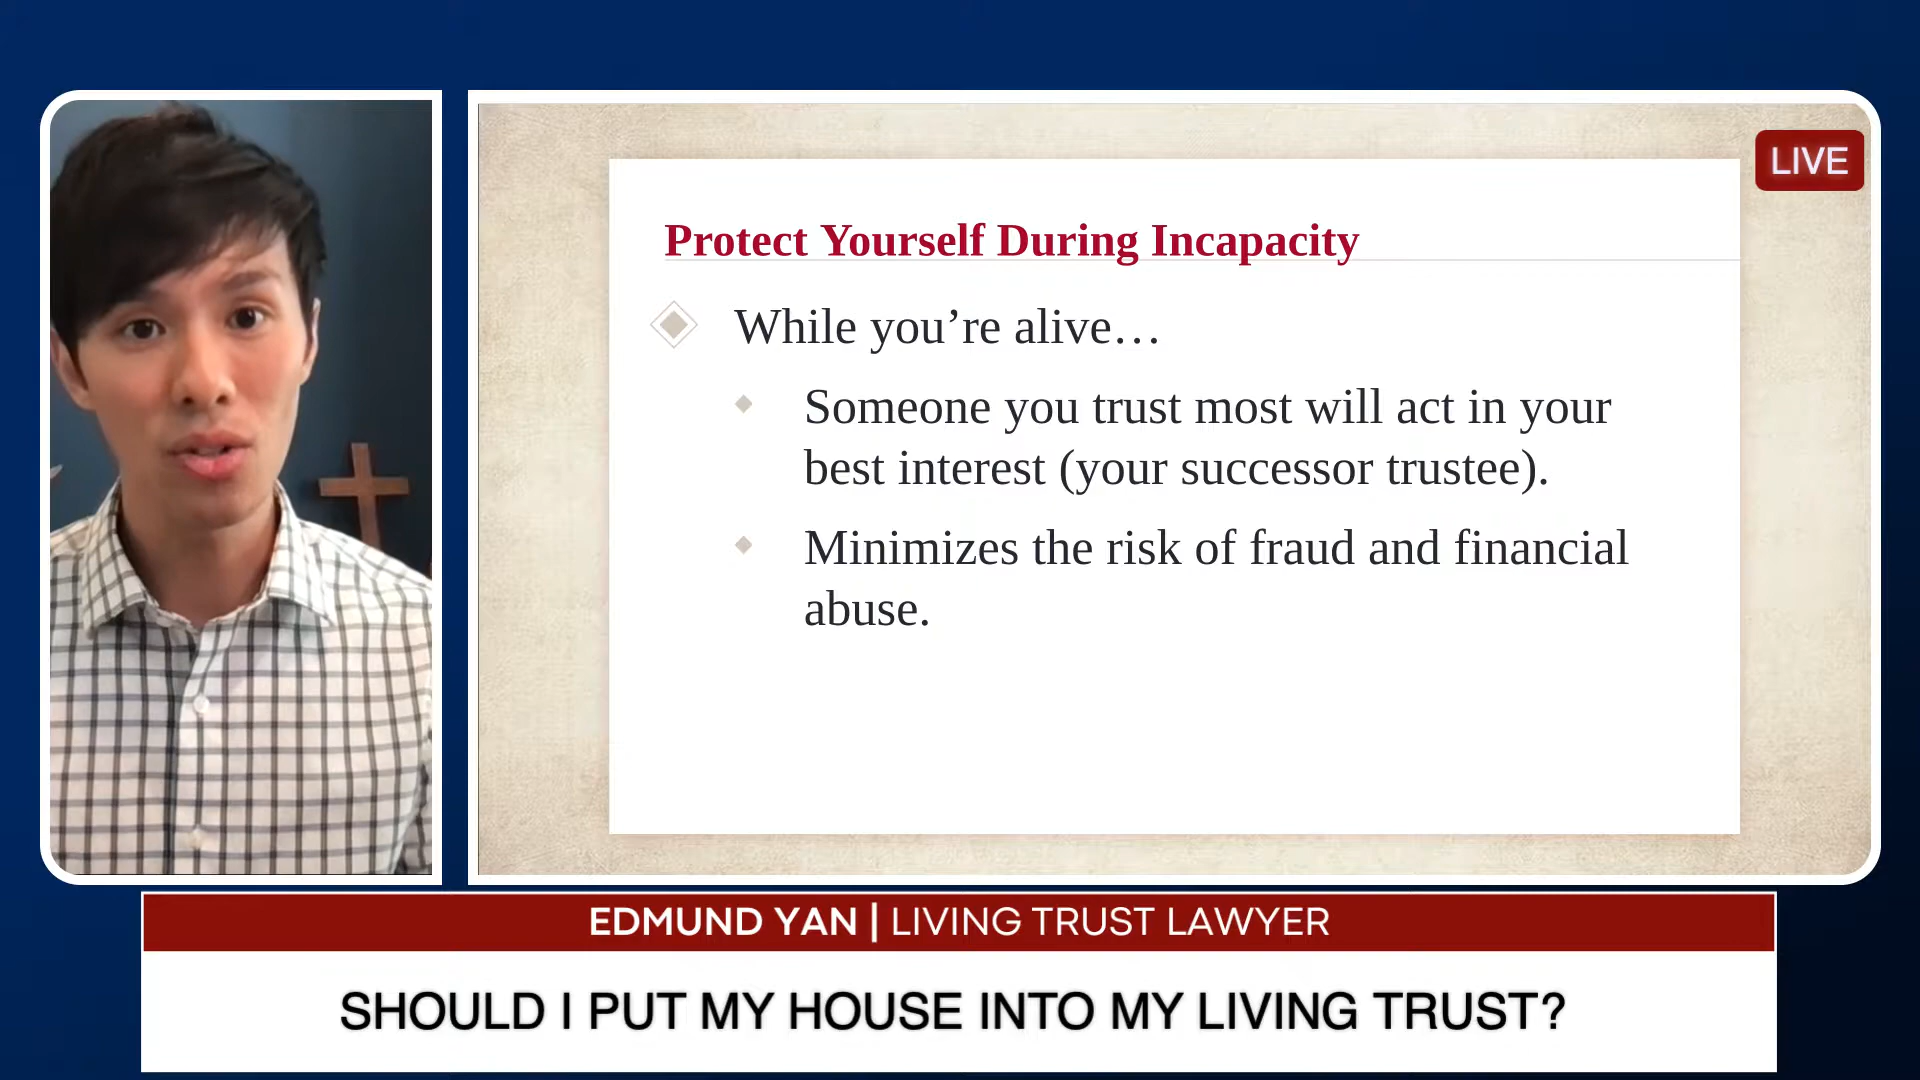 LIVE
Protect Yourself During Incapacity
While you’re alive…
Someone you trust most will act in your
best interest (your successor trustee).
Minimizes the risk of fraud and financial
abuse.
EDMUND YAN | LIVING TRUST LAWYER
SHOULD I PUT MY HOUSE INTO MY LIVING TRUST?